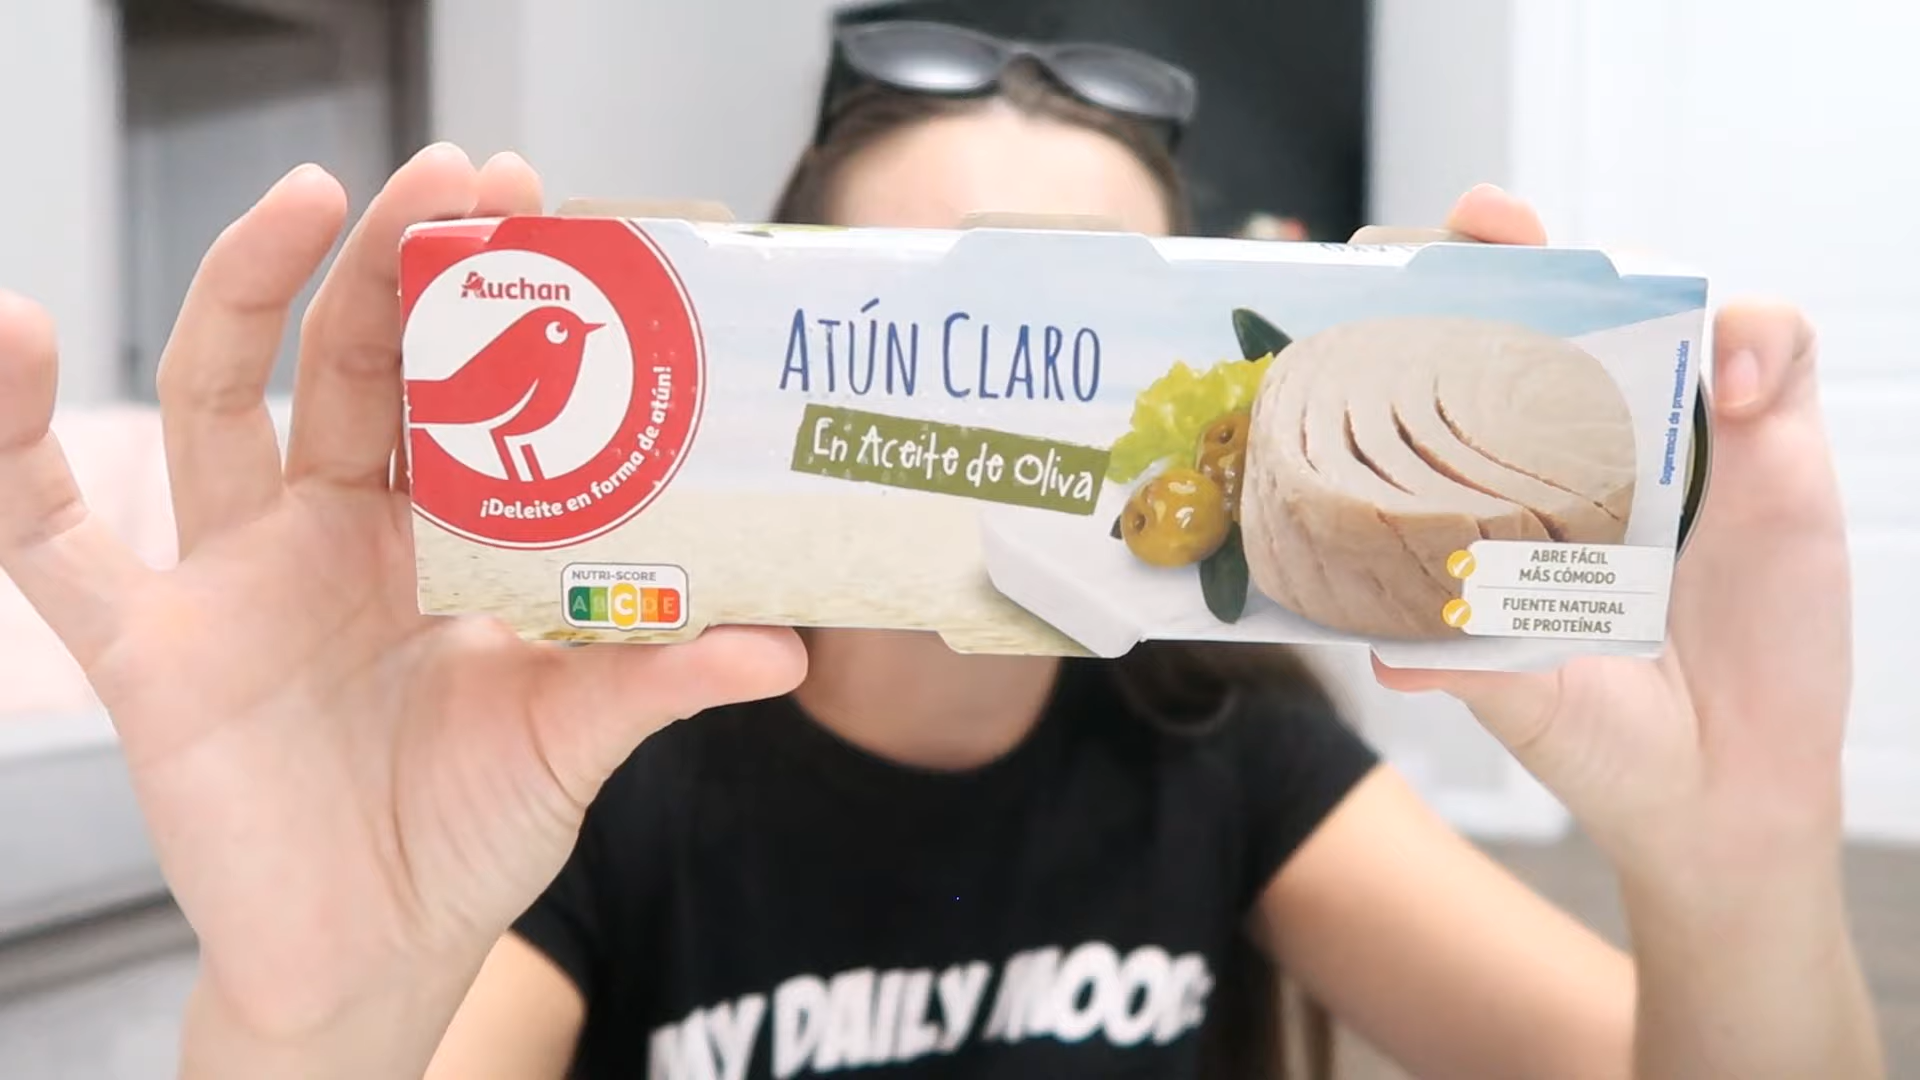 Auchan
¡Deleite en forma de atún!
NUTRI-SCORE
A B C D E
ATÚN CLARO
En Aceite de Oliva
Sugerencia de presentación
ABRE FÁCIL
MÁS CÓMODO
FUENTE NATURAL
DE PROTEÍNAS
MY DAILY MOOD: